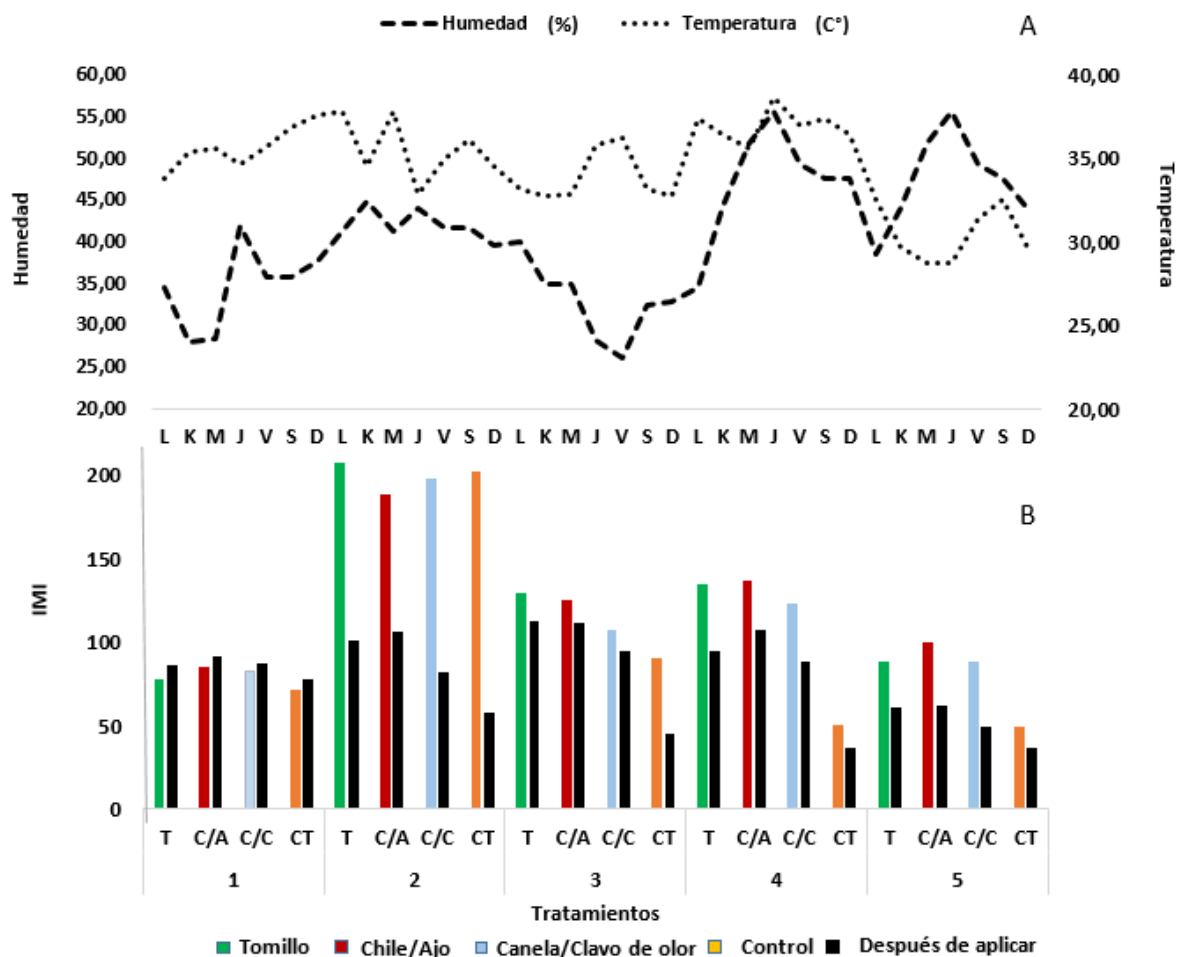 Humedad (%) Temperatura (C°) A
60,00 40,00
55,00
50,00 35,00
45,00
40,00 30,00
35,00
30,00 25,00
25,00
20,00 20,00
Humedad
Temperatura
L K M J V S D L K M J V S D L K M J V S D L K M J V S D L K M J V S D
B
200
150
100
50
0
IMI
T C/A C/C CT T C/A C/C CT T C/A C/C CT T C/A C/C CT T C/A C/C CT
1 2 3 4 5
Tratamientos
Tomillo Chile/Ajo Canela/Clavo de olor Control Después de aplicar